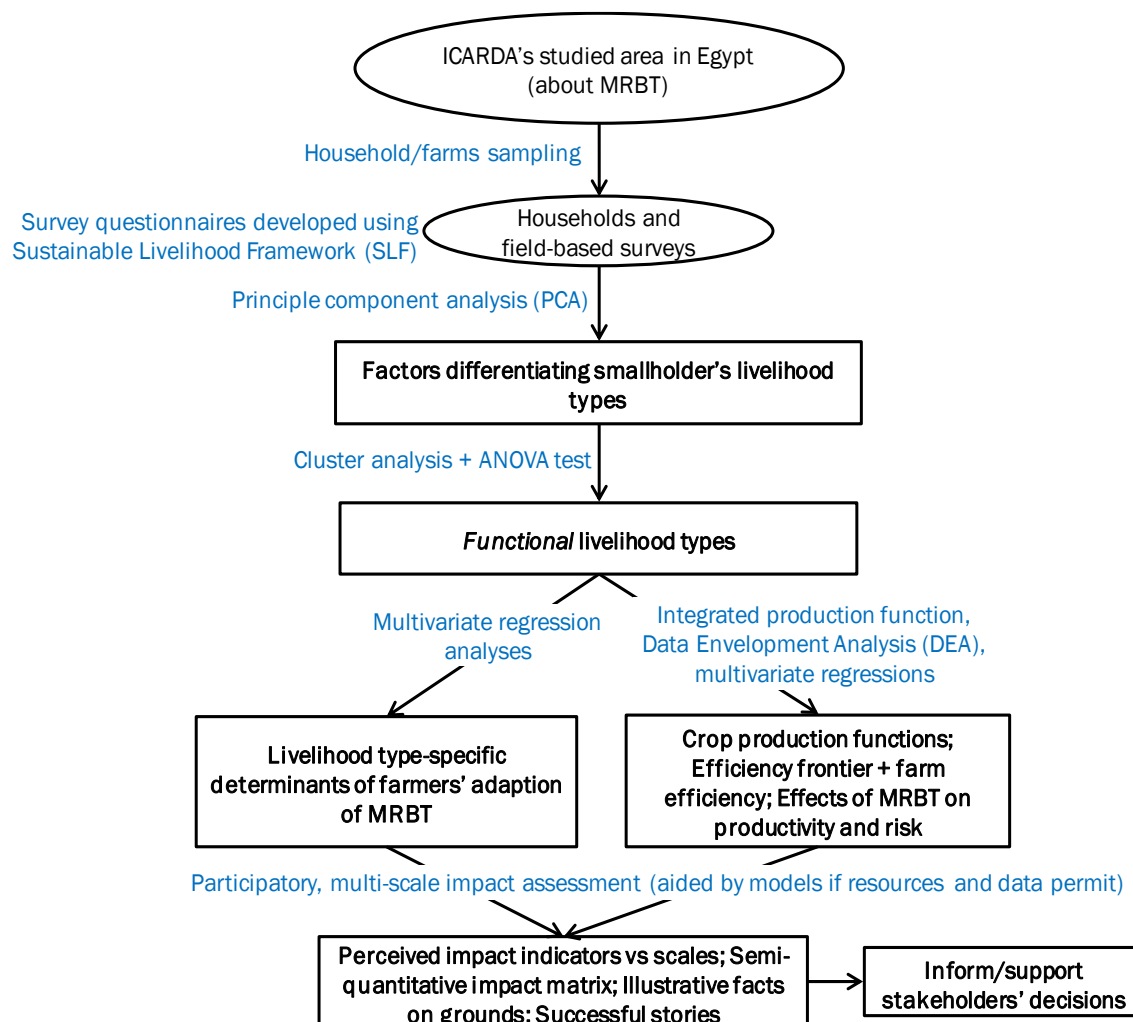 ICARDA's studied area in Egypt
(about MRBT)
Household/farms sampling
Survey questionnaires developed using
Sustainable Livelihood Framework (SLF)
Households and
field-based surveys
Principle component analysis (PCA)
Factors differentiating smallholder's livelihood
types
Cluster analysis + ANOVA test
Functional livelihood types
Multivariate regression
analyses
Integrated production function,
Data Envelopment Analysis (DEA),
multivariate regressions
Livelihood type-specific
determinants of farmers' adaption
of MRBT
Crop production functions;
Efficiency frontier + farm
efficiency; Effects of MRBT on
productivity and risk
Participatory, multi-scale impact assessment (aided by models if resources and data permit)
Perceived impact indicators vs scales; Semi-
quantitative impact matrix; Illustrative facts
on grounds; Successful stories
Inform/support
stakeholders' decisions